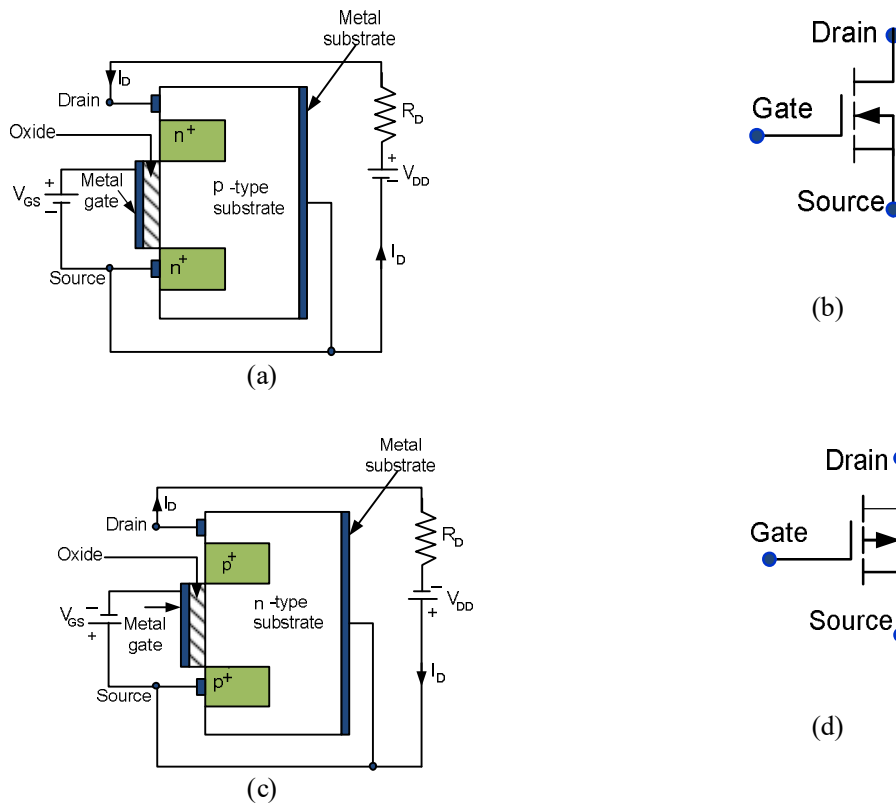 Metal
substrate
I_D
Drain
n+
R_D
Oxide
Metal
gate
+
V_GS
−
p -type
substrate
+
−
V_DD
n+
Source
I_D
(a)
Drain
Gate
Source
(b)
Metal
substrate
I_D
Drain
R_D
Oxide
p+
−
V_GS
+
Metal
gate
n -type
substrate
−
V_DD
+
Source
p+
I_D
(c)
Drain
Gate
Source
(d)